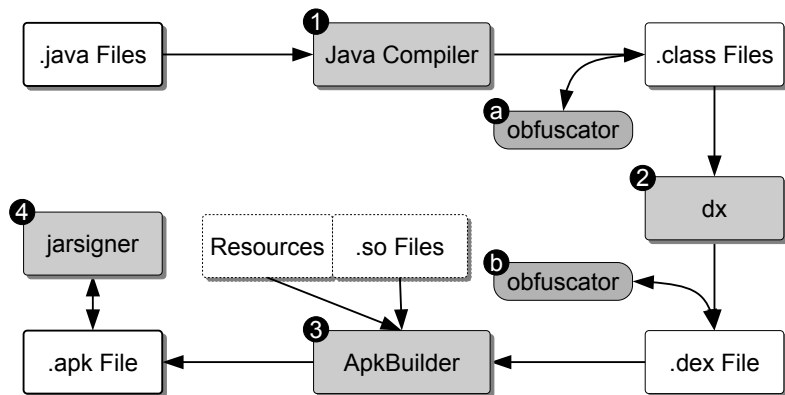 1
.java Files
Java Compiler
.class Files
a
obfuscator
2
dx
4
jarsigner
Resources
.so Files
b
obfuscator
3
.apk File
ApkBuilder
.dex File